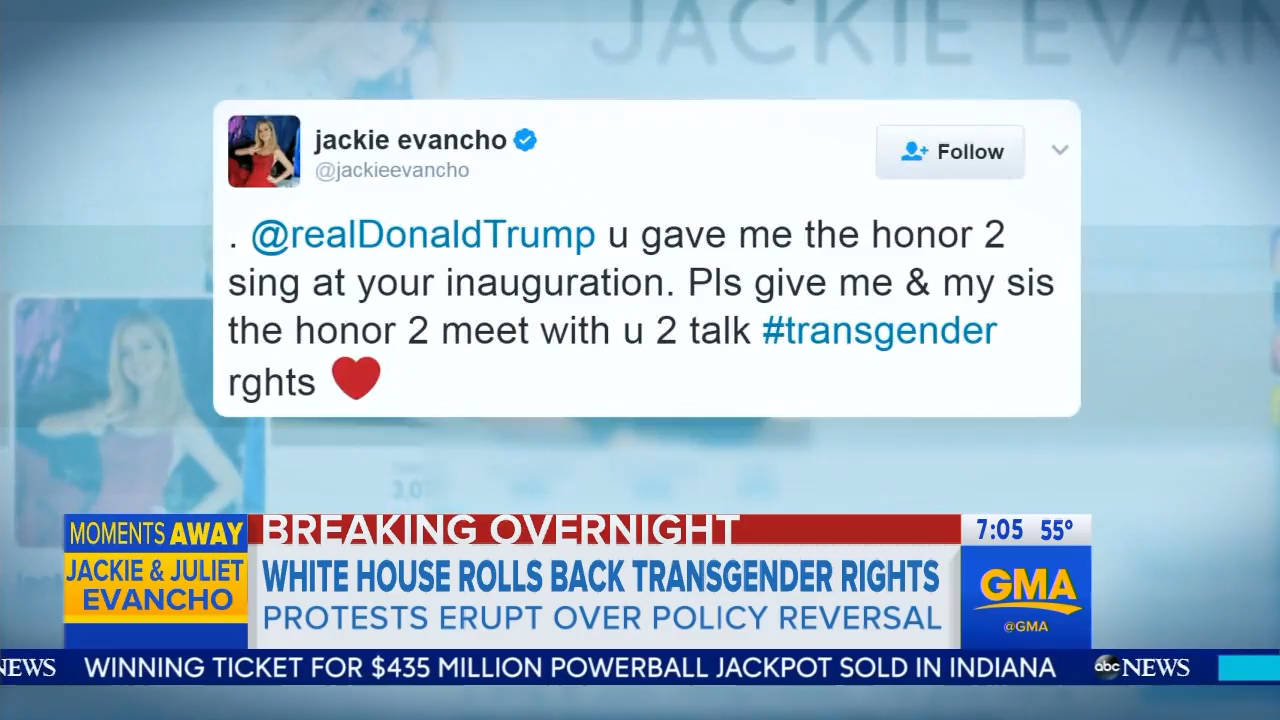 JACKIE EVAN
jackie evancho
@jackieevancho
Follow
. @realDonaldTrump u gave me the honor 2
sing at your inauguration. Pls give me & my sis
the honor 2 meet with u 2 talk #transgender
rghts ❤
MOMENTS AWAY
JACKIE & JULIET
EVANCHO
BREAKING OVERNIGHT
WHITE HOUSE ROLLS BACK TRANSGENDER RIGHTS
PROTESTS ERUPT OVER POLICY REVERSAL
7:05 55°
GMA
@GMA
NEWS WINNING TICKET FOR $435 MILLION POWERBALL JACKPOT SOLD IN INDIANA abc NEWS